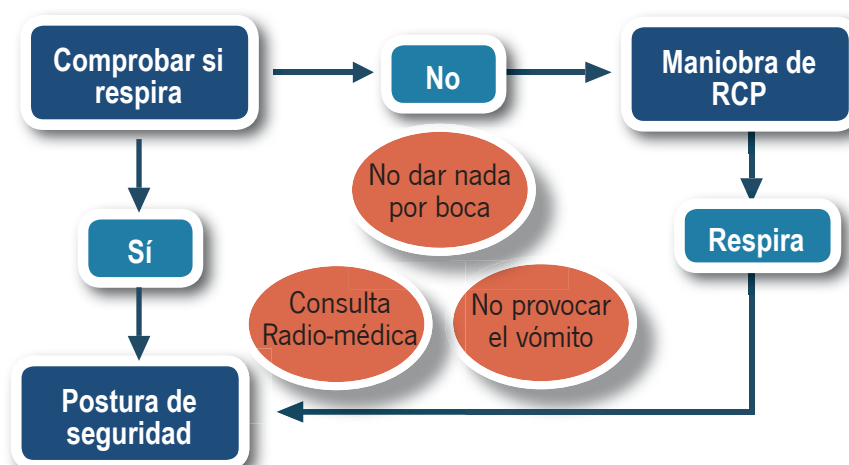 Comprobar si
respira
No
Maniobra de
RCP
No dar nada
por boca
Sí
Respira
Consulta
Radio-médica
No provocar
el vómito
Postura de
seguridad